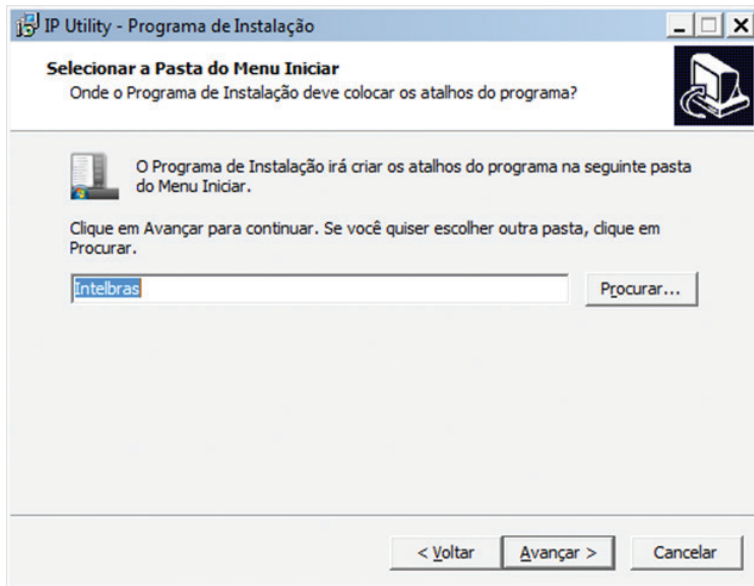 IP Utility - Programa de Instalação
Selecionar a Pasta do Menu Iniciar
Onde o Programa de Instalação deve colocar os atalhos do programa?
O Programa de Instalação irá criar os atalhos do programa na seguinte pasta
do Menu Iniciar.
Clique em Avançar para continuar. Se você quiser escolher outra pasta, clique em
Procurar.
Intelbras
Procurar...
< Voltar
Avançar >
Cancelar